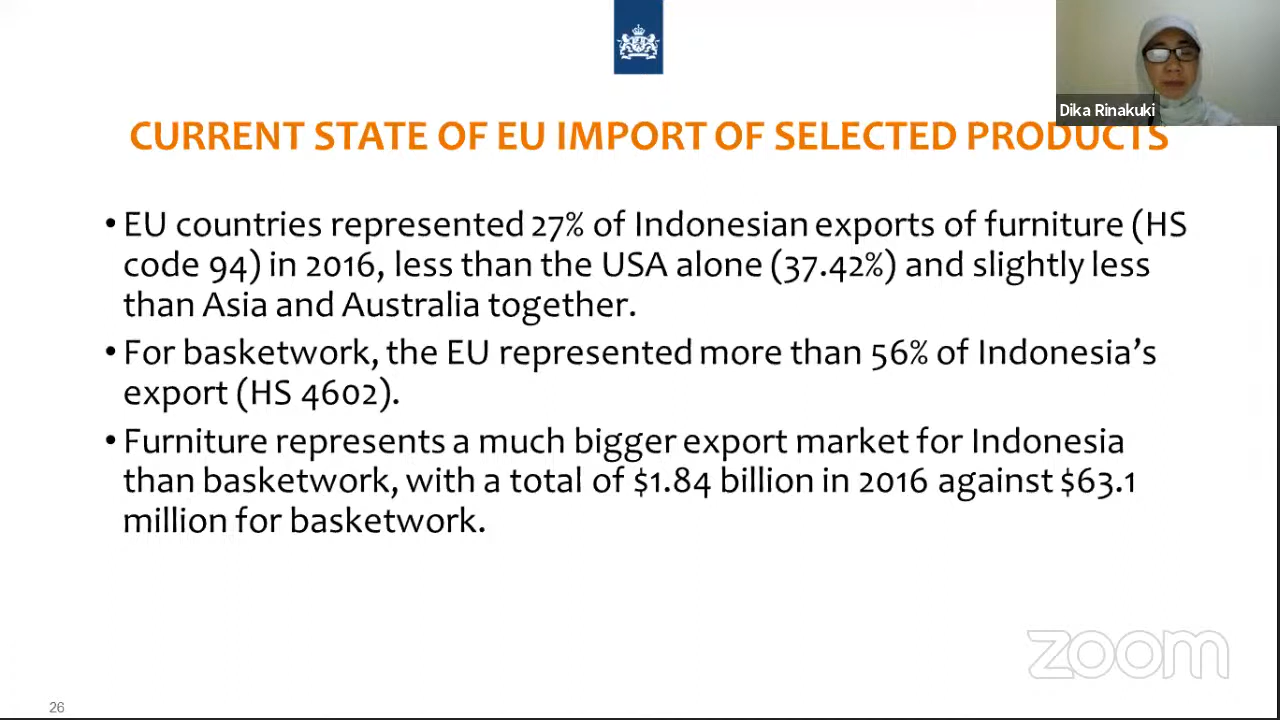 Dika Rinakuki
CURRENT STATE OF EU IMPORT OF SELECTED PRODUCTS
• EU countries represented 27% of Indonesian exports of furniture (HS
code 94) in 2016, less than the USA alone (37.42%) and slightly less
than Asia and Australia together.
• For basketwork, the EU represented more than 56% of Indonesia’s
export (HS 4602).
• Furniture represents a much bigger export market for Indonesia
than basketwork, with a total of $1.84 billion in 2016 against $63.1
million for basketwork.
zoom
26